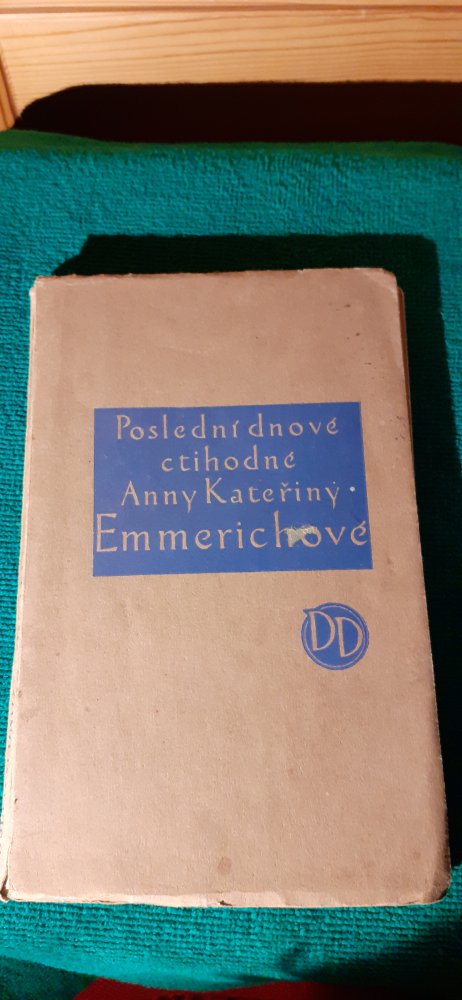 Poslední dnové
ctihodné
Anny Kateřiny
Emmerichové
DD